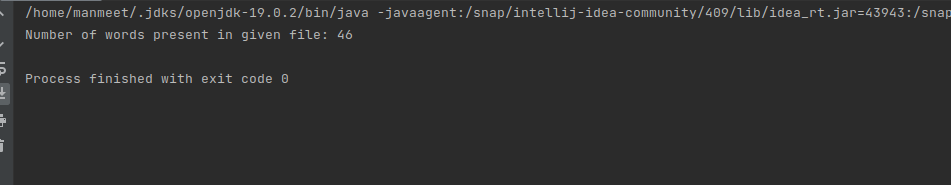 /home/manmeet/.jdks/openjdk-19.0.2/bin/java -javaagent:/snap/intellij-idea-community/409/lib/idea_rt.jar=43943:/snap
Number of words present in given file: 46
Process finished with exit code 0